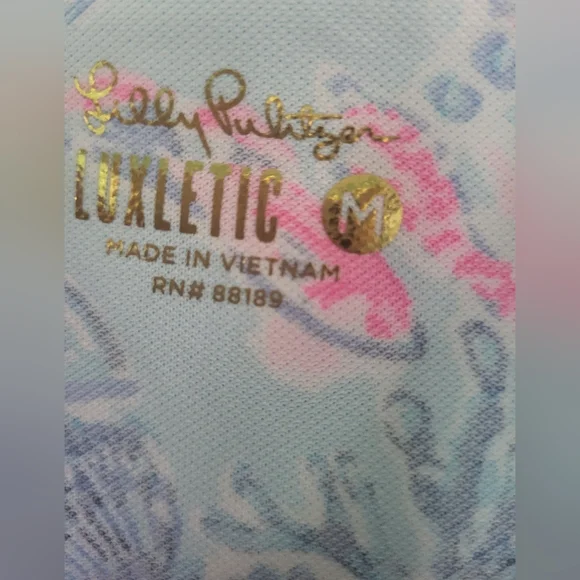 Lilly Pulitzer
LUXLETIC M
MADE IN VIETNAM
RN# 88189